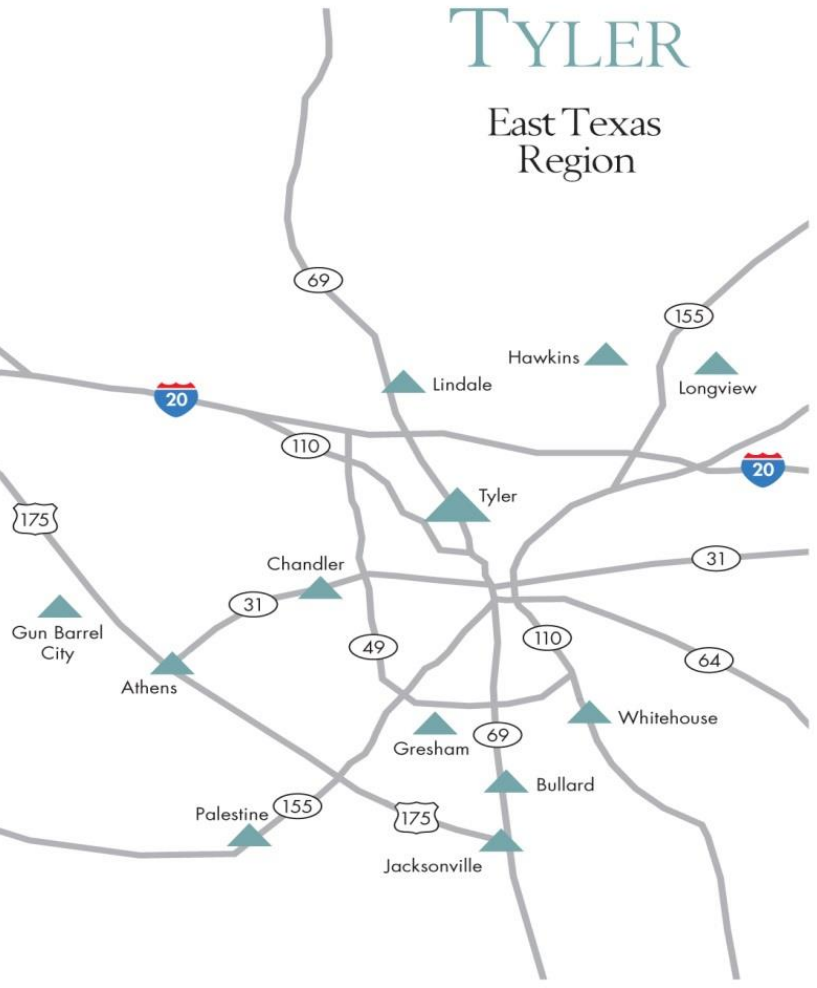 TYLER
East Texas
Region
69
155
Hawkins
Longview
Lindale
20
110
20
Tyler
175
31
Chandler
31
Gun Barrel
City
49
110
64
Athens
Whitehouse
Gresham
69
Bullard
Palestine
155
175
Jacksonville